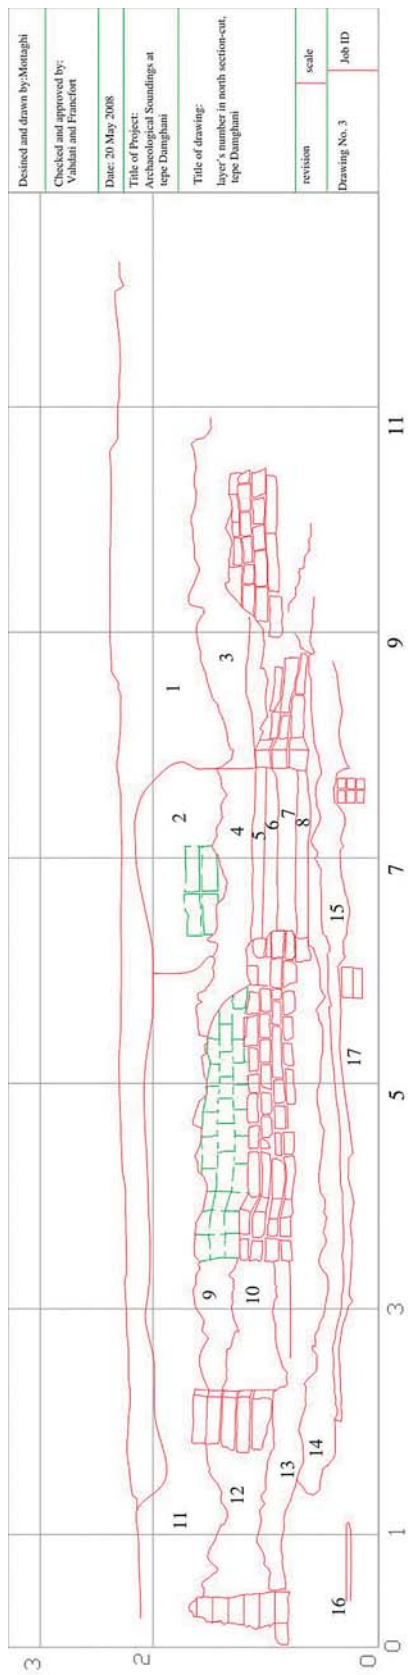 Desined and drawn by:Mottaghi
Checked and approved by:
Vahdati and Francfort
Date: 20 May 2008
Title of Project:
Archaeological Soundings at
tepe Damghani
Title of drawing:
layer's number in north section-cut,
tepe Damghani
revision
scale
Drawing No. 3
Job ID
3
2
0
0
1
3
5
7
9
11
1
2
3
4
5
6
7
8
9
10
11
12
13
14
15
16
17